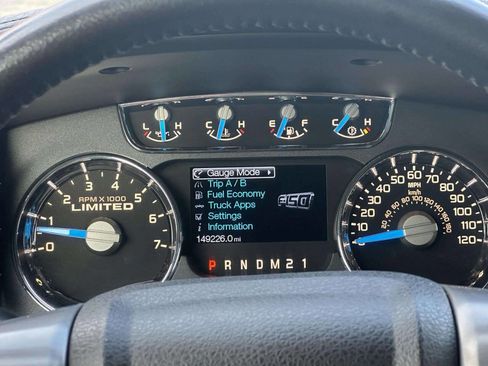 L H C H E F C H
Gauge Mode
Trip A / B
Fuel Economy
Truck Apps
Settings
Information
149226.0 mi
F-150
P R N D M 2 1
0 1 2 3 4 5 6 7
RPM X 1000
LIMITED
10 20 30 40 50 60 70 80 90 100 110 120
MPH
km/h